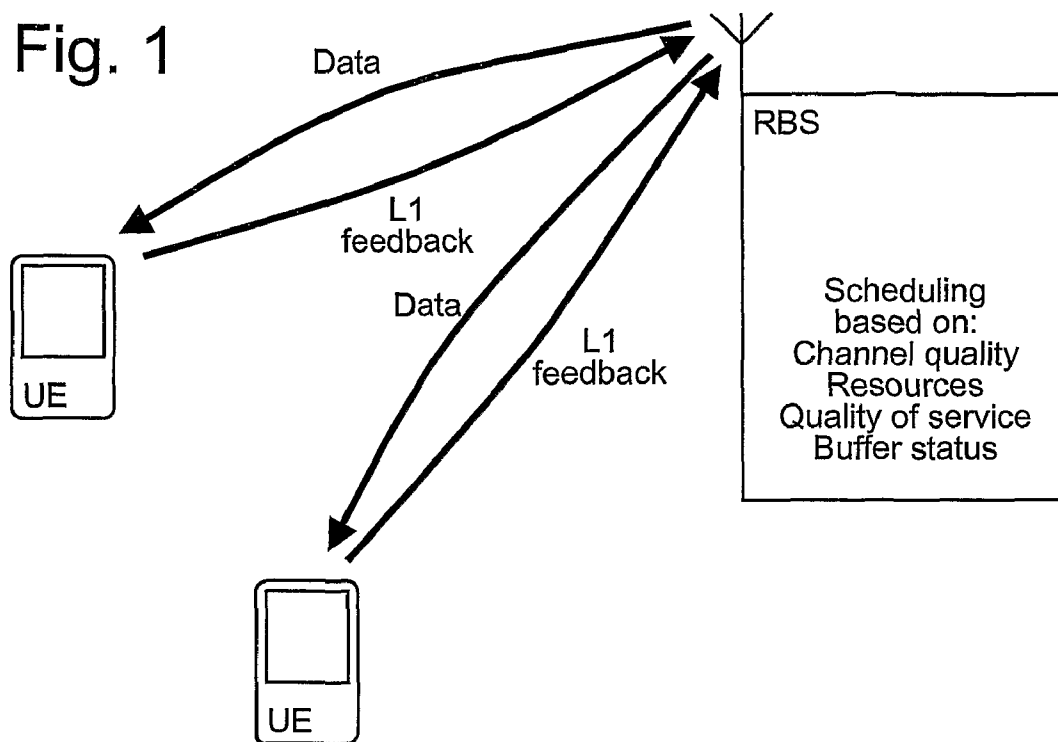 Fig. 1
Data
RBS
L1
feedback
Data
L1
feedback
Scheduling
based on:
Channel quality
Resources
Quality of service
Buffer status
UE
UE